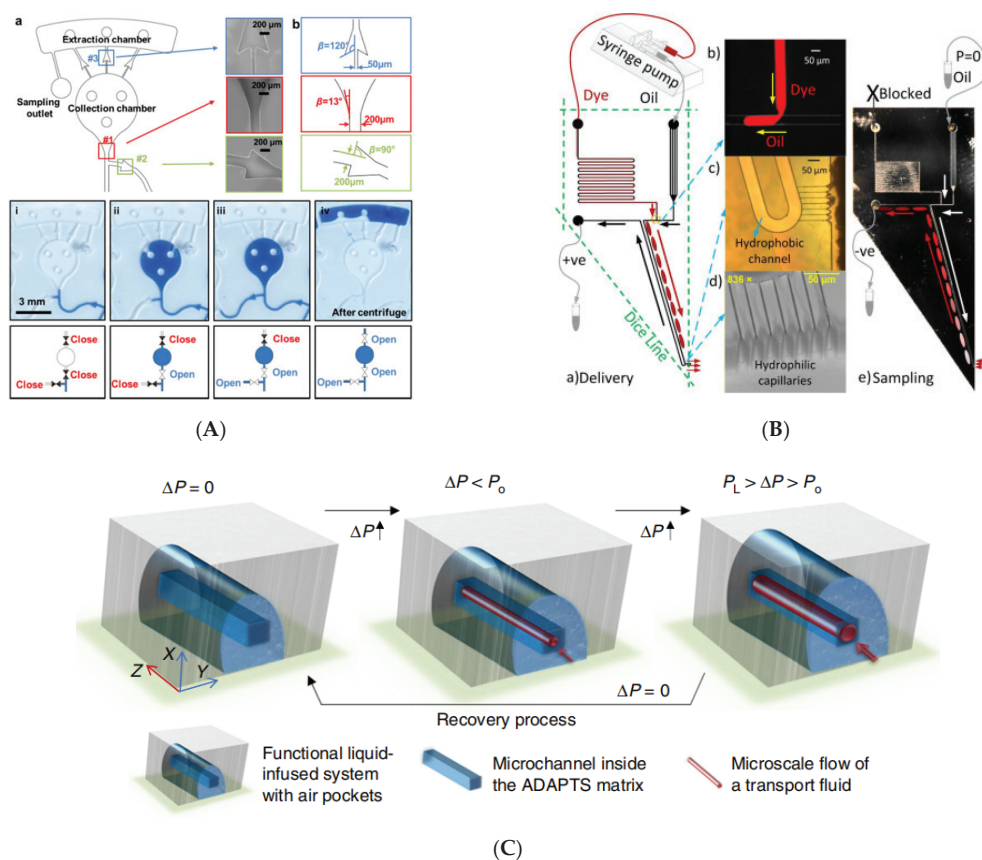 a
Extraction chamber
#3
Sampling
outlet
Collection chamber
#1
#2
200 µm
200 µm
200 µm
b
β=120°
50µm
β=13°
200µm
β=90°
200µm
i
ii
iii
iv
3 mm
After centrifuge
Close
Close
Close
Close
Open
Close
Close
Open
Open
Open
Open
Open
(A)
Syringe pump
Dye
Oil
+ve
Dice Line
a)Delivery
b)
50 µm
Dye
Oil
c)
50 µm
Hydrophobic
channel
d)
836 ×
50 µm
Hydrophilic
capillaries
P=0
Oil
XBlocked
-ve
e)Sampling
(B)
ΔP = 0
ΔP < Po
PL > ΔP > Po
ΔP↑
ΔP↑
X
Z
Y
ΔP = 0
Recovery process
Functional liquid-
infused system
with air pockets
Microchannel inside
the ADAPTS matrix
Microscale flow of
a transport fluid
(C)